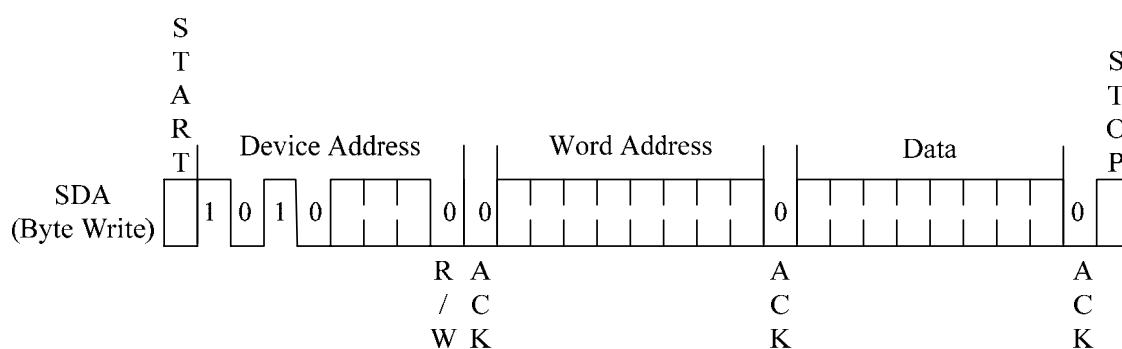 START
STOP
Device Address
Word Address
Data
SDA
(Byte Write)
1 0 1 0 0 0 0 0
R/W
ACK
ACK
ACK